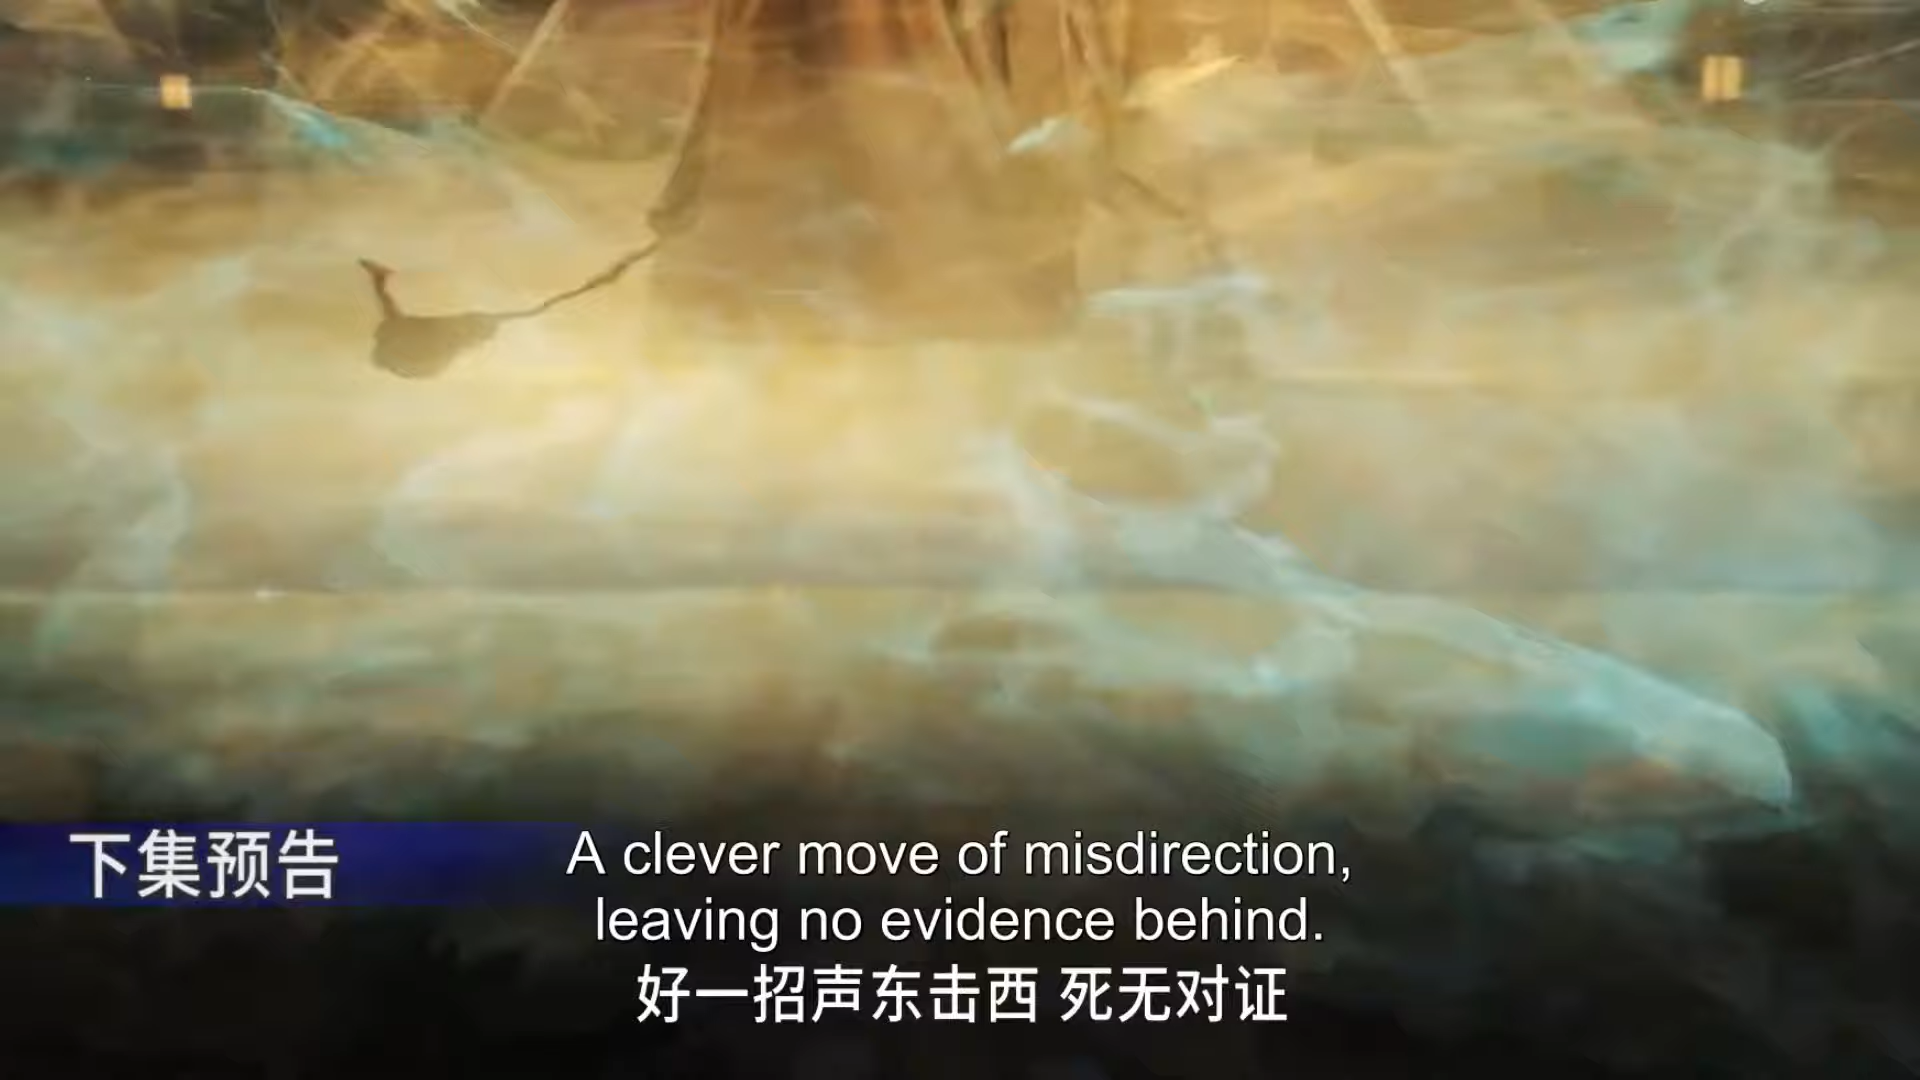 下集预告
A clever move of misdirection,
leaving no evidence behind.
好一招声东击西 死无对证